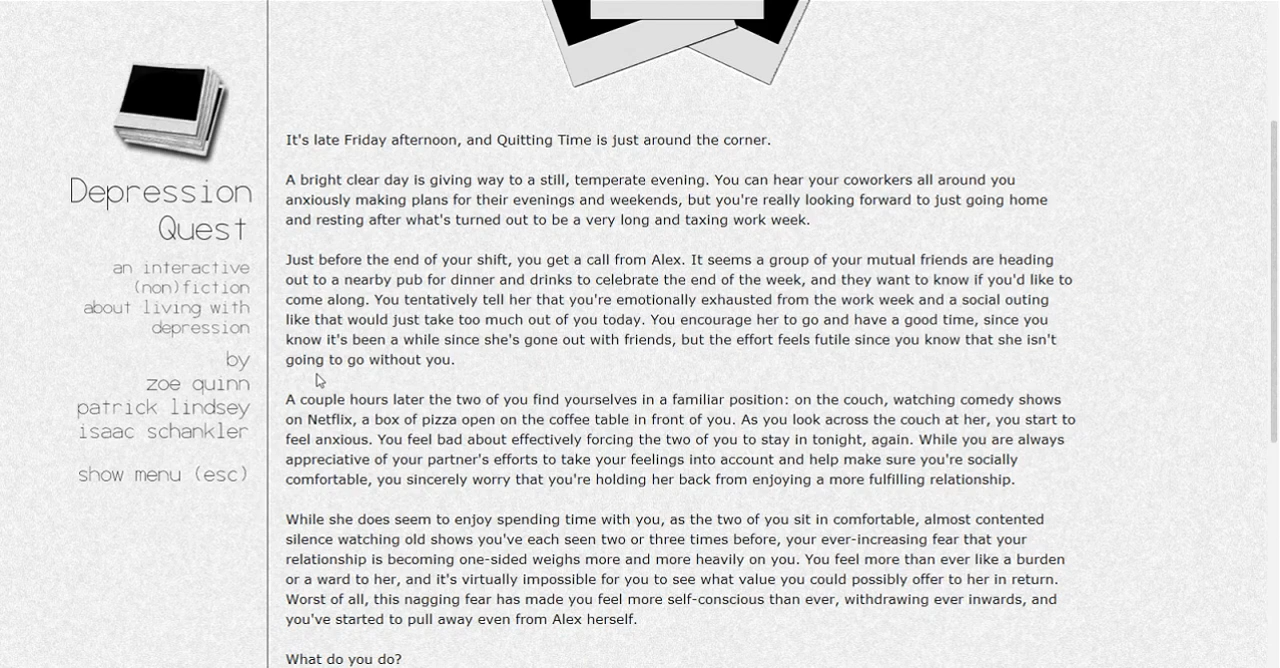 Depression
Quest
an interactive
(non)fiction
about living with
depression
by
zoe quinn
patrick lindsey
isaac schankler
show menu (esc)
It's late Friday afternoon, and Quitting Time is just around the corner.
A bright clear day is giving way to a still, temperate evening. You can hear your coworkers all around you
anxiously making plans for their evenings and weekends, but you're really looking forward to just going home
and resting after what's turned out to be a very long and taxing work week.
Just before the end of your shift, you get a call from Alex. It seems a group of your mutual friends are heading
out to a nearby pub for dinner and drinks to celebrate the end of the week, and they want to know if you'd like to
come along. You tentatively tell her that you're emotionally exhausted from the work week and a social outing
like that would just take too much out of you today. You encourage her to go and have a good time, since you
know it's been a while since she's gone out with friends, but the effort feels futile since you know that she isn't
going to go without you.
A couple hours later the two of you find yourselves in a familiar position: on the couch, watching comedy shows
on Netflix, a box of pizza open on the coffee table in front of you. As you look across the couch at her, you start to
feel anxious. You feel bad about effectively forcing the two of you to stay in tonight, again. While you are always
appreciative of your partner's efforts to take your feelings into account and help make sure you're socially
comfortable, you sincerely worry that you're holding her back from enjoying a more fulfilling relationship.
While she does seem to enjoy spending time with you, as the two of you sit in comfortable, almost contented
silence watching old shows you've each seen two or three times before, your ever-increasing fear that your
relationship is becoming one-sided weighs more and more heavily on you. You feel more than ever like a burden
or a ward to her, and it's virtually impossible for you to see what value you could possibly offer to her in return.
Worst of all, this nagging fear has made you feel more self-conscious than ever, withdrawing ever inwards, and
you've started to pull away even from Alex herself.
What do you do?